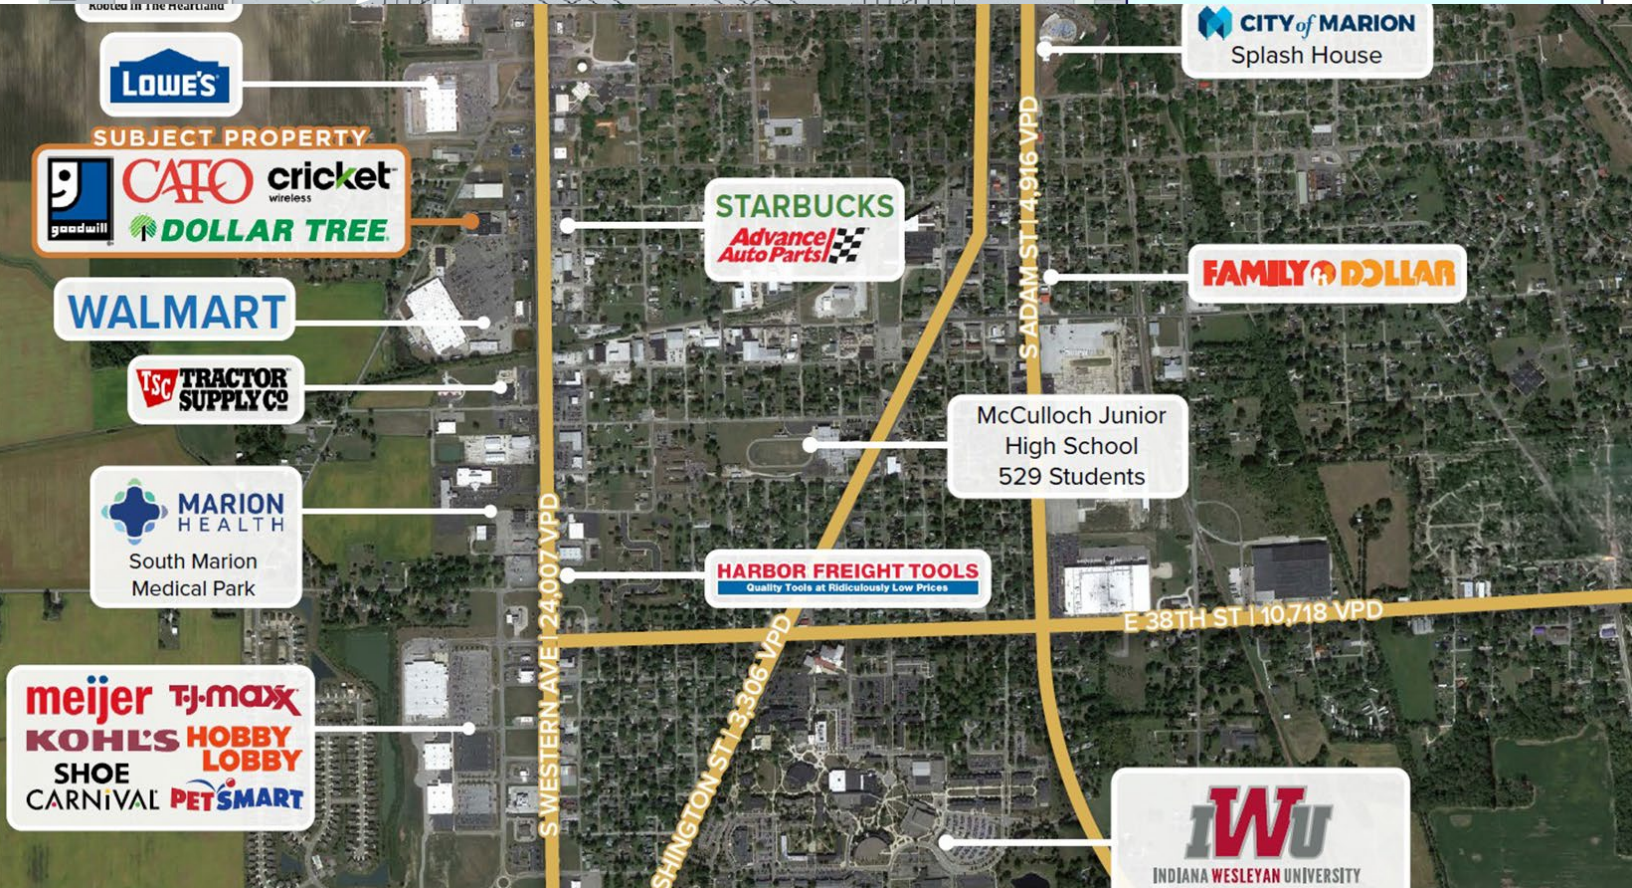 Rooted In The Heartland
LOWE'S
SUBJECT PROPERTY
goodwill
CATO
cricket
wireless
DOLLAR TREE
WALMART
TSC TRACTOR
SUPPLY CO
MARION
HEALTH
South Marion
Medical Park
meijer
T.J.maxx
KOHL'S
HOBBY
LOBBY
SHOE
CARNIVAL
PETSMART
STARBUCKS
Advance
Auto Parts
CITY of MARION
Splash House
FAMILY DOLLAR
McCulloch Junior
High School
529 Students
HARBOR FREIGHT TOOLS
Quality Tools at Ridiculously Low Prices
S ADAM ST | 4,916 VPD
S WESTERN AVE | 24,007 VPD
SHINGTON ST | 3,306 VPD
E 38TH ST | 10,718 VPD
IWU
INDIANA WESLEYAN UNIVERSITY